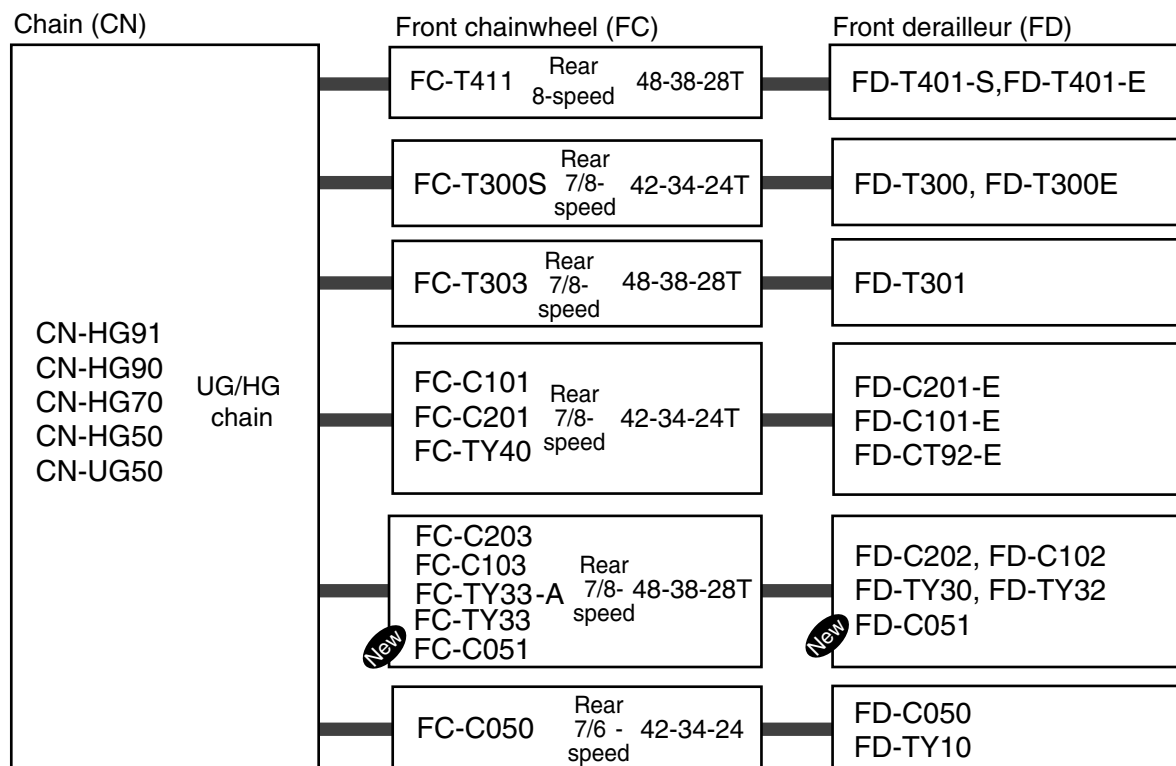 Chain (CN)
Front chainwheel (FC)
Front derailleur (FD)
CN-HG91
CN-HG90
CN-HG70
CN-HG50
CN-UG50
UG/HG
chain
FC-T411
Rear
8-speed
48-38-28T
FD-T401-S,FD-T401-E
FC-T300S
Rear
7/8-
speed
42-34-24T
FD-T300, FD-T300E
FC-T303
Rear
7/8-
speed
48-38-28T
FD-T301
FC-C101
FC-C201
FC-TY40
Rear
7/8-
speed
42-34-24T
FD-C201-E
FD-C101-E
FD-CT92-E
FC-C203
FC-C103
FC-TY33-A
FC-TY33
New
FC-C051
Rear
7/8-
speed
48-38-28T
FD-C202, FD-C102
FD-TY30, FD-TY32
New
FD-C051
FC-C050
Rear
7/6 -
speed
42-34-24
FD-C050
FD-TY10